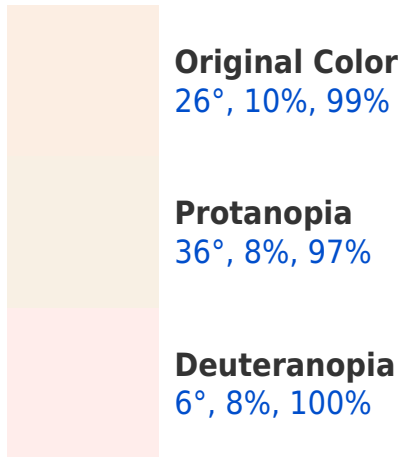 Original Color
26°, 10%, 99%
Protanopia
36°, 8%, 97%
Deuteranopia
6°, 8%, 100%